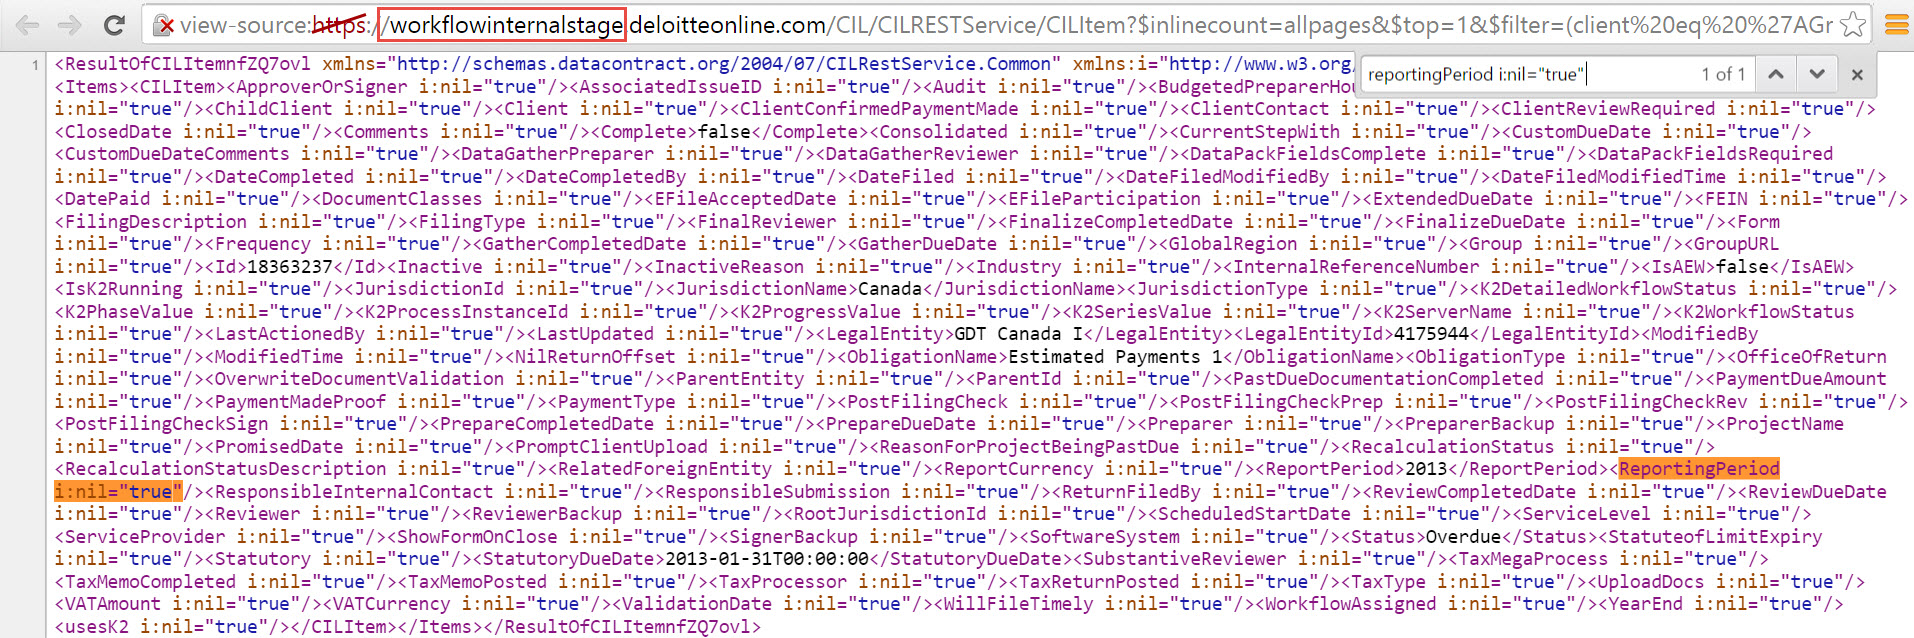 view-source:https://workflowinternalstage.deloitteonline.com/CIL/CILRESTService/CILItem?$inlinecount=allpages&$top=1&$filter=(client%20eq%20%27AGr
reportingPeriod i:nil="true" 1 of 1
1
<ResultOfCILItemnfZQ7ovl xmlns="http://schemas.datacontract.org/2004/07/CILRestService.Common" xmlns:i="http://www.w3.org/
<Items><CILItem><ApproverOrSigner i:nil="true"/><AssociatedIssueID i:nil="true"/><Audit i:nil="true"/><BudgetedPreparerHou
i:nil="true"/><ChildClient i:nil="true"/><Client i:nil="true"/><ClientConfirmedPaymentMade i:nil="true"/><ClientContact i:nil="true"/><ClientReviewRequired i:nil="true"/>
<ClosedDate i:nil="true"/><Comments i:nil="true"/><Complete>false</Complete><Consolidated i:nil="true"/><CurrentStepWith i:nil="true"/><CustomDueDate i:nil="true"/>
<CustomDueDateComments i:nil="true"/><DataGatherPreparer i:nil="true"/><DataGatherReviewer i:nil="true"/><DataPackFieldsComplete i:nil="true"/><DataPackFieldsRequired
i:nil="true"/><DateCompleted i:nil="true"/><DateCompletedBy i:nil="true"/><DateFiled i:nil="true"/><DateFiledModifiedBy i:nil="true"/><DateFiledModifiedTime i:nil="true"/>
<DatePaid i:nil="true"/><DocumentClasses i:nil="true"/><EFileAcceptedDate i:nil="true"/><EFileParticipation i:nil="true"/><ExtendedDueDate i:nil="true"/><FEIN i:nil="true"/>
<FilingDescription i:nil="true"/><FilingType i:nil="true"/><FinalReviewer i:nil="true"/><FinalizeCompletedDate i:nil="true"/><FinalizeDueDate i:nil="true"/><Form
i:nil="true"/><Frequency i:nil="true"/><GatherCompletedDate i:nil="true"/><GatherDueDate i:nil="true"/><GlobalRegion i:nil="true"/><Group i:nil="true"/><GroupURL
i:nil="true"/><Id>18363237</Id><Inactive i:nil="true"/><InactiveReason i:nil="true"/><Industry i:nil="true"/><InternalReferenceNumber i:nil="true"/><IsAEW>false</IsAEW>
<IsK2Running i:nil="true"/><JurisdictionId i:nil="true"/><JurisdictionName>Canada</JurisdictionName><JurisdictionType i:nil="true"/><K2DetailedWorkflowStatus i:nil="true"/>
<K2PhaseValue i:nil="true"/><K2ProcessInstanceId i:nil="true"/><K2ProgressValue i:nil="true"/><K2SeriesValue i:nil="true"/><K2ServerName i:nil="true"/><K2WorkflowStatus
i:nil="true"/><LastActionedBy i:nil="true"/><LastUpdated i:nil="true"/><LegalEntity>GDT Canada I</LegalEntity><LegalEntityId>4175944</LegalEntityId><ModifiedBy
i:nil="true"/><ModifiedTime i:nil="true"/><NilReturnOffset i:nil="true"/><ObligationName>Estimated Payments 1</ObligationName><ObligationType i:nil="true"/><OfficeOfReturn
i:nil="true"/><OverwriteDocumentValidation i:nil="true"/><ParentEntity i:nil="true"/><ParentId i:nil="true"/><PastDueDocumentationCompleted i:nil="true"/><PaymentDueAmount
i:nil="true"/><PaymentMadeProof i:nil="true"/><PaymentType i:nil="true"/><PostFilingCheck i:nil="true"/><PostFilingCheckPrep i:nil="true"/><PostFilingCheckRev i:nil="true"/>
<PostFilingCheckSign i:nil="true"/><PrepareCompletedDate i:nil="true"/><PrepareDueDate i:nil="true"/><Preparer i:nil="true"/><PreparerBackup i:nil="true"/><ProjectName
i:nil="true"/><PromisedDate i:nil="true"/><PromptClientUpload i:nil="true"/><ReasonForProjectBeingPastDue i:nil="true"/><RecalculationStatus i:nil="true"/>
<RecalculationStatusDescription i:nil="true"/><RelatedForeignEntity i:nil="true"/><ReportCurrency i:nil="true"/><ReportPeriod>2013</ReportPeriod><ReportingPeriod
i:nil="true"/><ResponsibleInternalContact i:nil="true"/><ResponsibleSubmission i:nil="true"/><ReturnFiledBy i:nil="true"/><ReviewCompletedDate i:nil="true"/><ReviewDueDate
i:nil="true"/><Reviewer i:nil="true"/><ReviewerBackup i:nil="true"/><RootJurisdictionId i:nil="true"/><ScheduledStartDate i:nil="true"/><ServiceLevel i:nil="true"/>
<ServiceProvider i:nil="true"/><ShowFormOnClose i:nil="true"/><SignerBackup i:nil="true"/><SoftwareSystem i:nil="true"/><Status>Overdue</Status><StatuteofLimitExpiry
i:nil="true"/><Statutory i:nil="true"/><StatutoryDueDate>2013-01-31T00:00:00</StatutoryDueDate><SubstantiveReviewer i:nil="true"/><TaxMegaProcess i:nil="true"/>
<TaxMemoCompleted i:nil="true"/><TaxMemoPosted i:nil="true"/><TaxProcessor i:nil="true"/><TaxReturnPosted i:nil="true"/><TaxType i:nil="true"/><UploadDocs i:nil="true"/>
<VATAmount i:nil="true"/><VATCurrency i:nil="true"/><ValidationDate i:nil="true"/><WillFileTimely i:nil="true"/><WorkflowAssigned i:nil="true"/><YearEnd i:nil="true"/>
<usesK2 i:nil="true"/></CILItem></Items></ResultOfCILItemnfZQ7ovl>